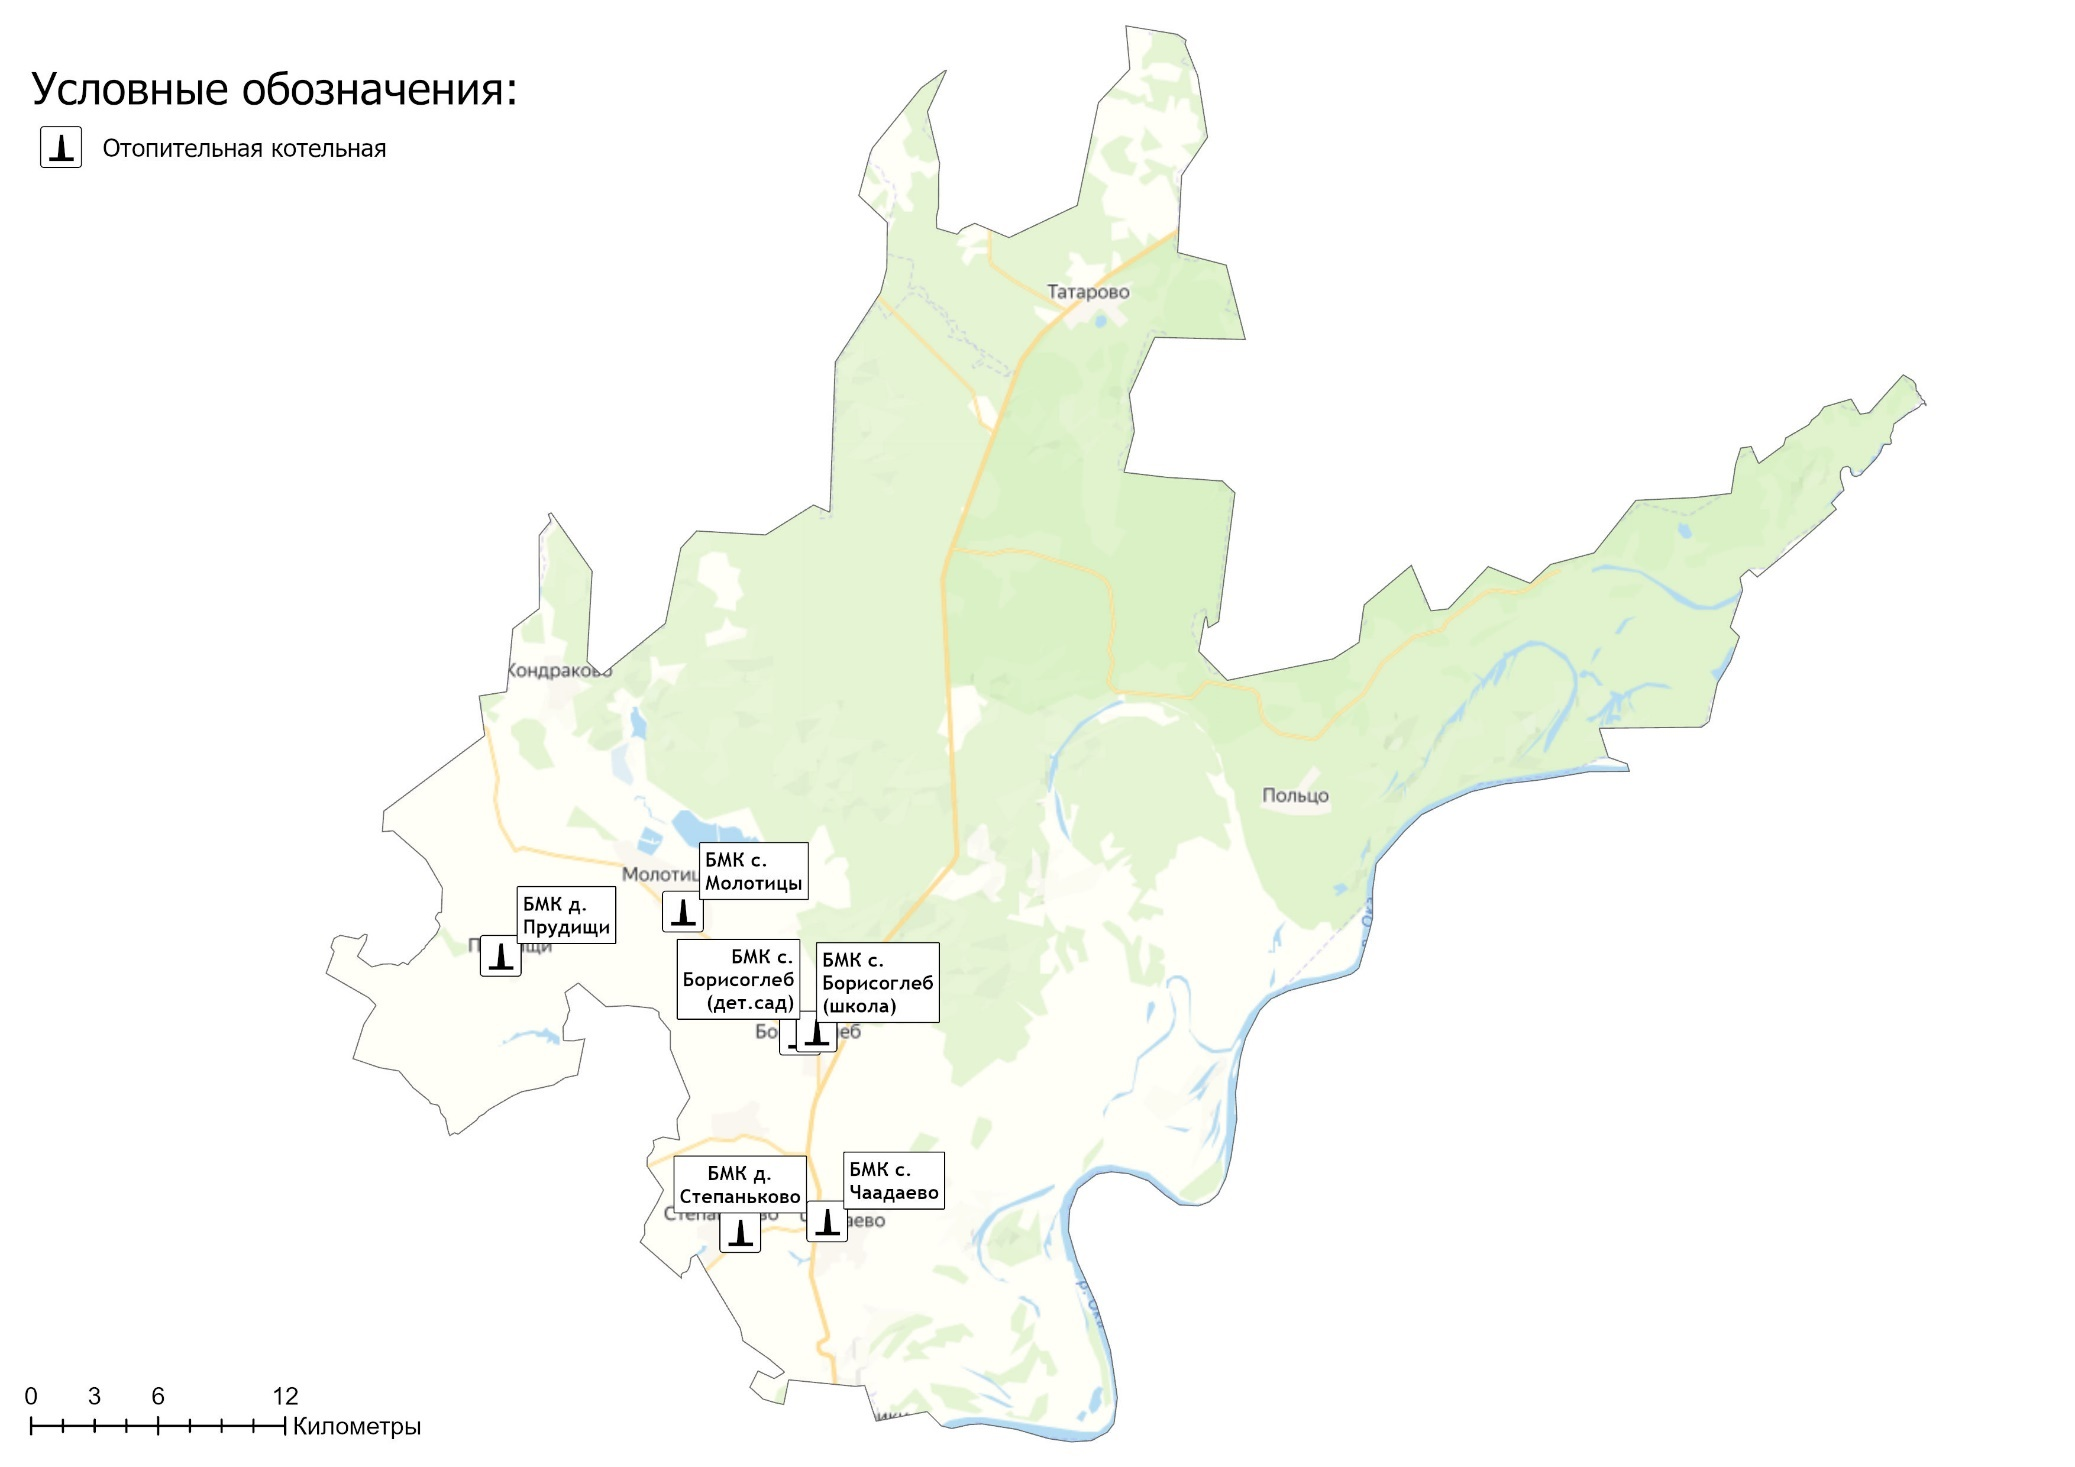 Условные обозначения:
Отопительная котельная
Татарово
Кондраково
Польцо
БМК с.
Молотицы
БМК д.
Прудищи
БМК с.
Борисоглеб
(дет.сад)
БМК с.
Борисоглеб
(школа)
р. Ока
БМК д.
Степаньково
БМК с.
Чаадаево
р. Ока
0 3 6 12
Километры